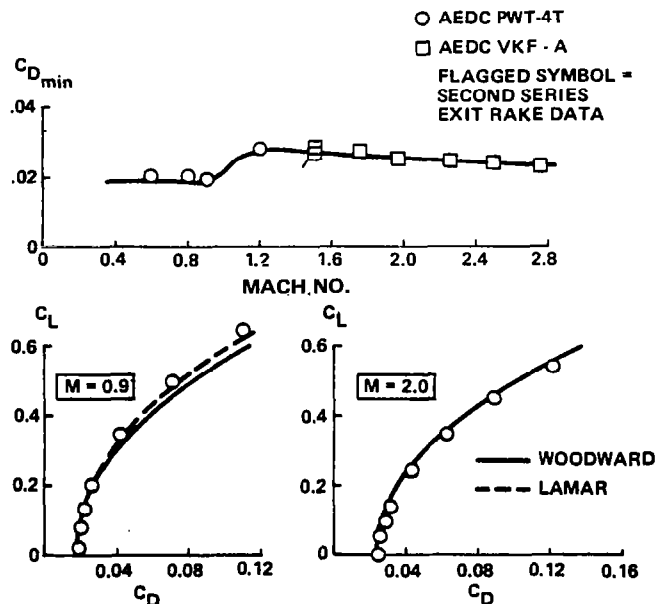 ○ AEDC PWT-4T
□ AEDC VKF - A
FLAGGED SYMBOL =
SECOND SERIES
EXIT RAKE DATA
C_Dmin
.04
.02
0
0 0.4 0.8 1.2 1.6 2.0 2.4 2.8
MACH. NO.
C_L
0.6
0.4
0.2
0
M = 0.9
0.04 0.08 0.12
C_D
C_L
0.6
0.4
0.2
0
M = 2.0
WOODWARD
LAMAR
0.04 0.08 0.12 0.16
C_D